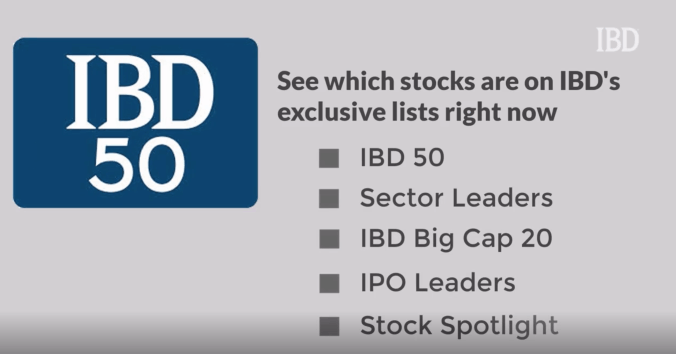 IBD
IBD
50
See which stocks are on IBD's
exclusive lists right now
IBD 50
Sector Leaders
IBD Big Cap 20
IPO Leaders
Stock Spotlight